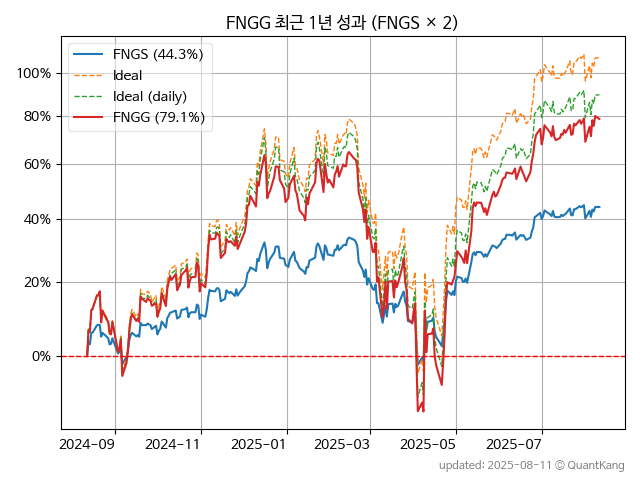 FNGG 최근 1년 성과 (FNGS × 2)
FNGS (44.3%)
Ideal
Ideal (daily)
FNGG (79.1%)
100%
80%
60%
40%
20%
0%
2024-09 2024-11 2025-01 2025-03 2025-05 2025-07
updated: 2025-08-11 © QuantKang